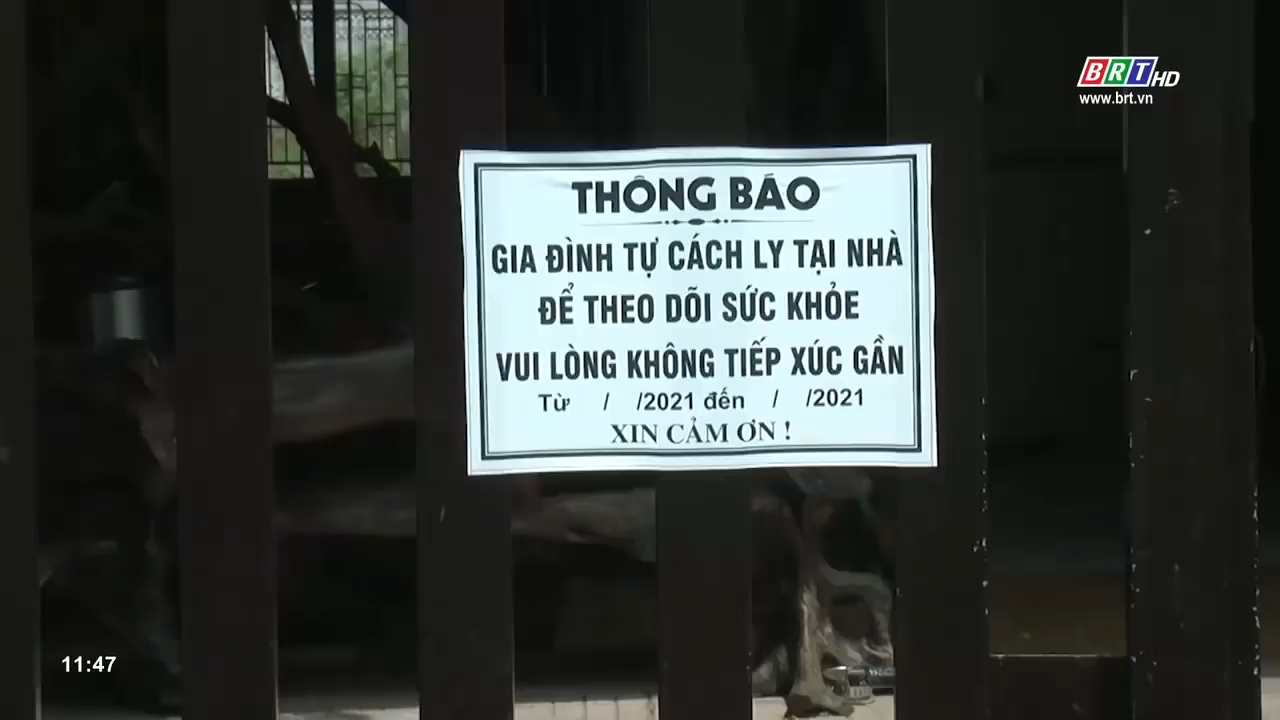 BRT HD
www.brt.vn
THÔNG BÁO
GIA ĐÌNH TỰ CÁCH LY TẠI NHÀ
ĐỂ THEO DÕI SỨC KHỎE
VUI LÒNG KHÔNG TIẾP XÚC GẦN
Từ / /2021 đến / /2021
XIN CẢM ƠN !
11:47